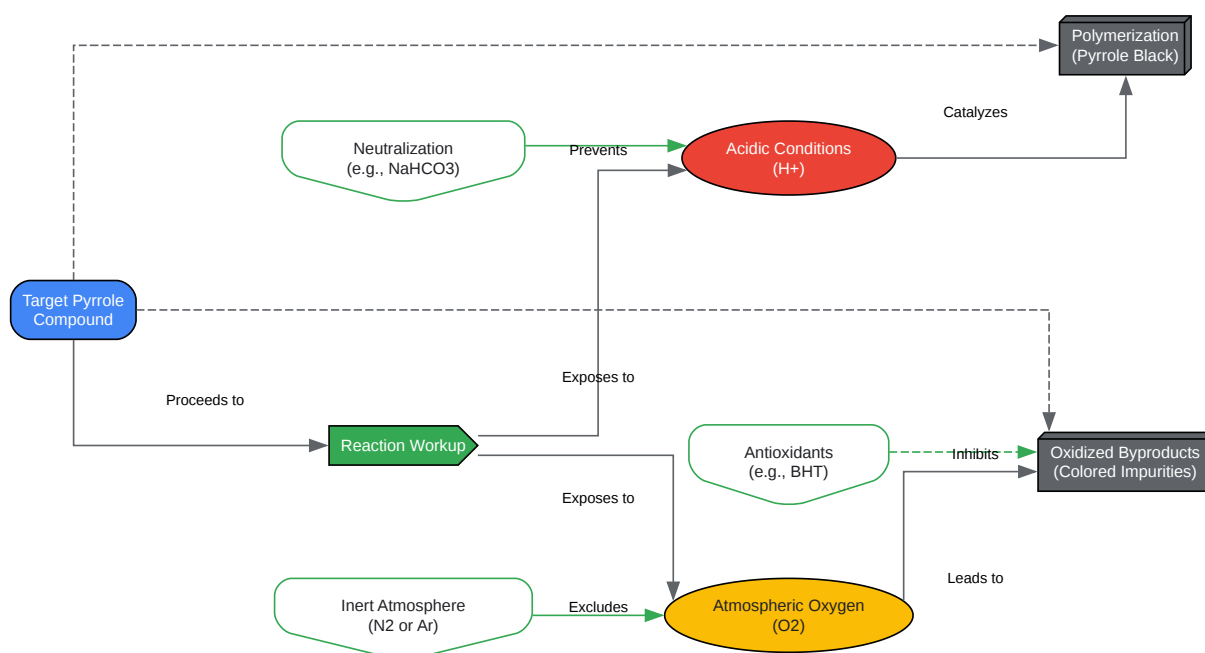 Polymerization
(Pyrrole Black)
Catalyzes
Neutralization
(e.g., NaHCO3)
Prevents
Acidic Conditions
(H+)
Target Pyrrole
Compound
Exposes to
Proceeds to
Reaction Workup
Antioxidants
(e.g., BHT)
Inhibits
Oxidized Byproducts
(Colored Impurities)
Exposes to
Leads to
Inert Atmosphere
(N2 or Ar)
Excludes
Atmospheric Oxygen
(O2)